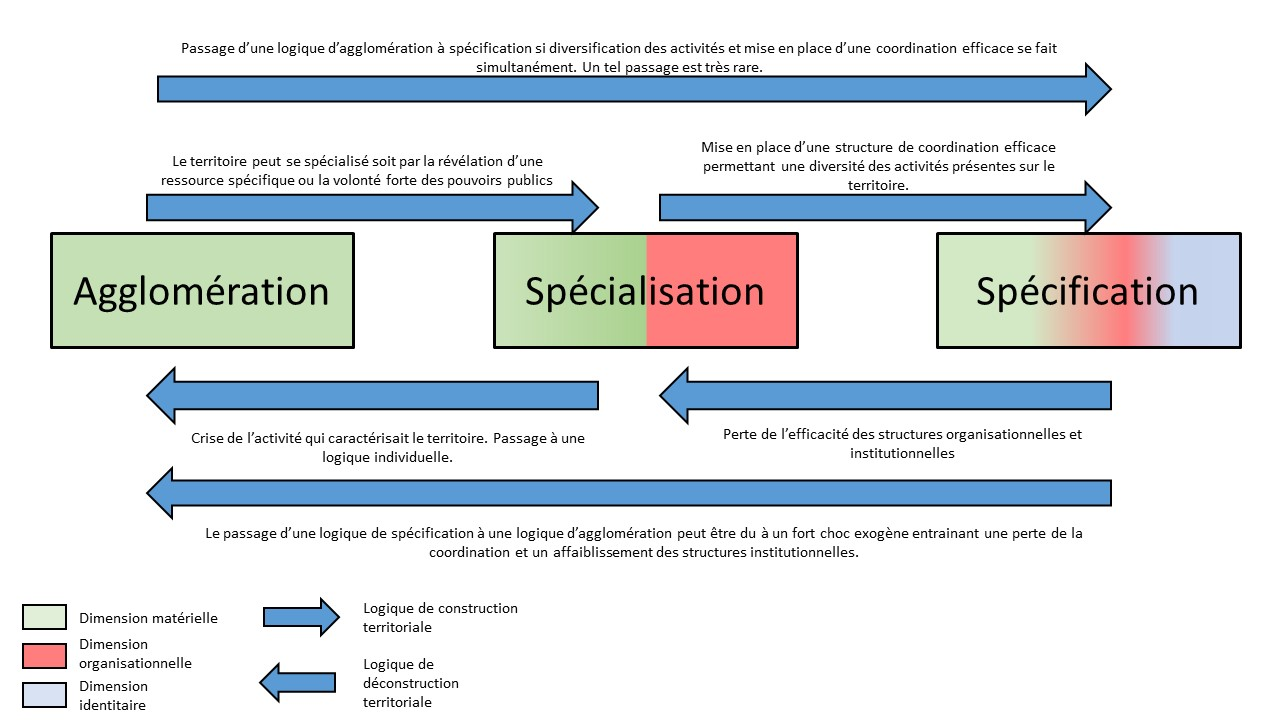 Passage d’une logique d’agglomération à spécification si diversification des activités et mise en place d’une coordination efficace se fait
simultanément. Un tel passage est très rare.
Le territoire peut se spécialisé soit par la révélation d’une
ressource spécifique ou la volonté forte des pouvoirs publics
Mise en place d’une structure de coordination efficace
permettant une diversité des activités présentes sur le
territoire.
Agglomération
Spécialisation
Spécification
Crise de l’activité qui caractérisait le territoire. Passage à une
logique individuelle.
Perte de l’efficacité des structures organisationnelles et
institutionnelles
Le passage d’une logique de spécification à une logique d’agglomération peut être du à un fort choc exogène entrainant une perte de la
coordination et un affaiblissement des structures institutionnelles.
Dimension matérielle
Dimension
organisationnelle
Dimension
identitaire
Logique de construction
territoriale
Logique de
déconstruction
territoriale